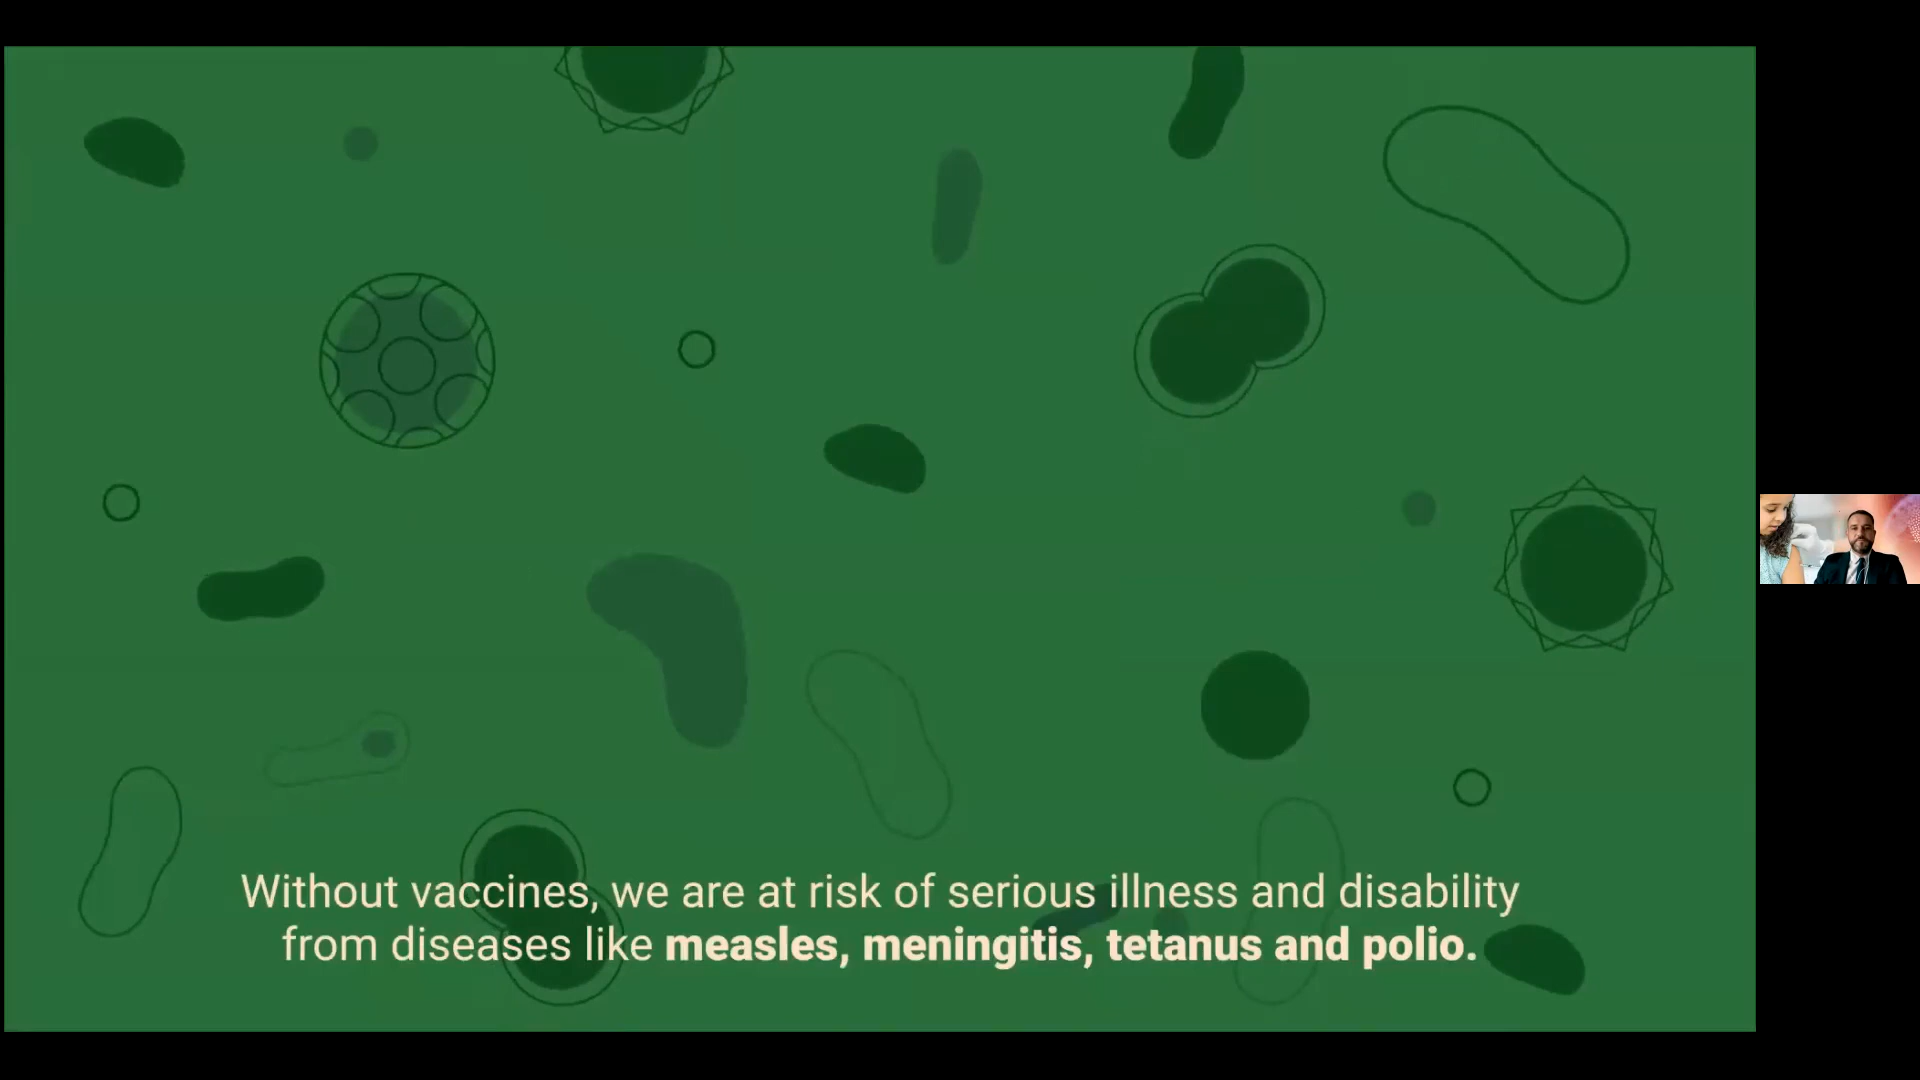 Without vaccines, we are at risk of serious illness and disability
from diseases like measles, meningitis, tetanus and polio.